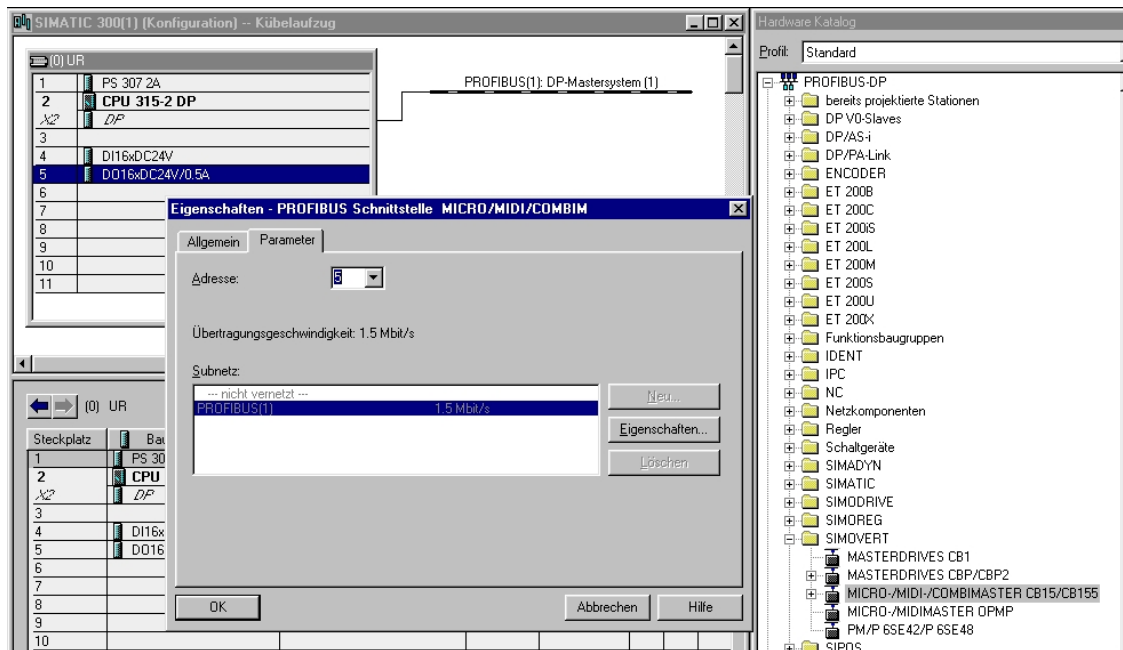 SIMATIC 300(1) (Konfiguration) -- Kübelaufzug
(0) UR
1 PS 307 2A
2 CPU 315-2 DP
X2 DP
3
4 DI16xDC24V
5 DO16xDC24V/0.5A
6
7
8
9
10
11
PROFIBUS(1): DP-Mastersystem (1)
Eigenschaften - PROFIBUS Schnittstelle MICRO/MIDI/COMBIM
Allgemein Parameter
Adresse: 5
Übertragungsgeschwindigkeit: 1.5 Mbit/s
Subnetz:
--- nicht vernetzt ---
PROFIBUS(1) 1.5 Mbit/s
Neu...
Eigenschaften...
Löschen
OK Abbrechen Hilfe
(0) UR
Steckplatz Bau
1 PS 30
2 CPU
X2 DP
3
4 DI16x
5 DO16
6
7
8
9
10
Hardware Katalog
Profil: Standard
PROFIBUS-DP
bereits projektierte Stationen
DP V0-Slaves
DP/AS-i
DP/PA-Link
ENCODER
ET 200B
ET 200C
ET 200iS
ET 200L
ET 200M
ET 200S
ET 200U
ET 200X
Funktionsbaugruppen
IDENT
IPC
NC
Netzkomponenten
Regler
Schaltgeräte
SIMADYN
SIMATIC
SIMODRIVE
SIMOREG
SIMOVERT
MASTERDRIVES CB1
MASTERDRIVES CBP/CBP2
MICRO-/MIDI-/COMBIMASTER CB15/CB155
MICRO-/MIDIMASTER OPMP
PM/P 6SE42/P 6SE48
SIPOS